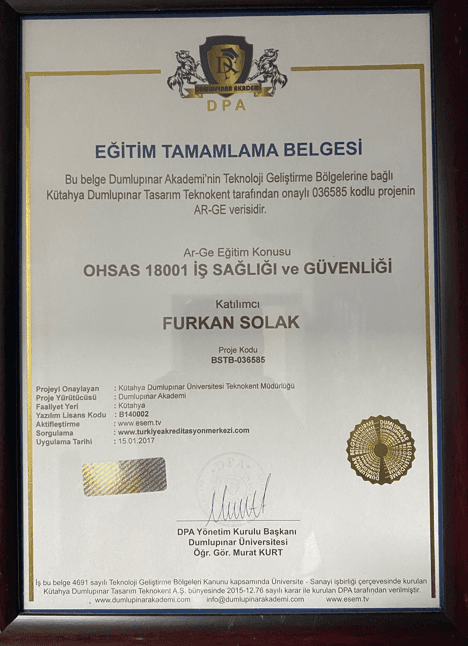 DUMLUPINAR AKADEMİ
DPA
EĞİTİM TAMAMLAMA BELGESİ
Bu belge Dumlupınar Akademi'nin Teknoloji Geliştirme Bölgelerine bağlı
Kütahya Dumlupınar Tasarım Teknokent tarafından onaylı 036585 kodlu projenin
AR-GE verisidir.
Ar-Ge Eğitim Konusu
OHSAS 18001 İŞ SAĞLIĞI ve GÜVENLİĞİ
Katılımcı
FURKAN SOLAK
Proje Kodu
BSTB-036585
Projeyi Onaylayan : Kütahya Dumlupınar Üniversitesi Teknokent Müdürlüğü
Proje Yürütücüsü : Dumlupınar Akademi
Faaliyet Yeri : Kütahya
Yazılım Lisans Kodu : B140002
Aktifleştirme : www.esem.tv
Sorgulama : www.turkiyeakreditasyonmerkezi.com
Uygulama Tarihi : 15.01.2017
DPA
DPA Yönetim Kurulu Başkanı
Dumlupınar Üniversitesi
Öğr. Gör. Murat KURT
İş bu belge 4691 sayılı Teknoloji Geliştirme Bölgeleri Kanunu kapsamında Üniversite - Sanayi işbirliği çerçevesinde kurulan
Kütahya Dumlupınar Tasarım Teknokent A.Ş. bünyesinde 2015-12.76 sayılı karar ile kurulan DPA tarafından verilmiştir.
www.dumlupinarakademi.com info@dumlupinarakademi.com www.esem.tv